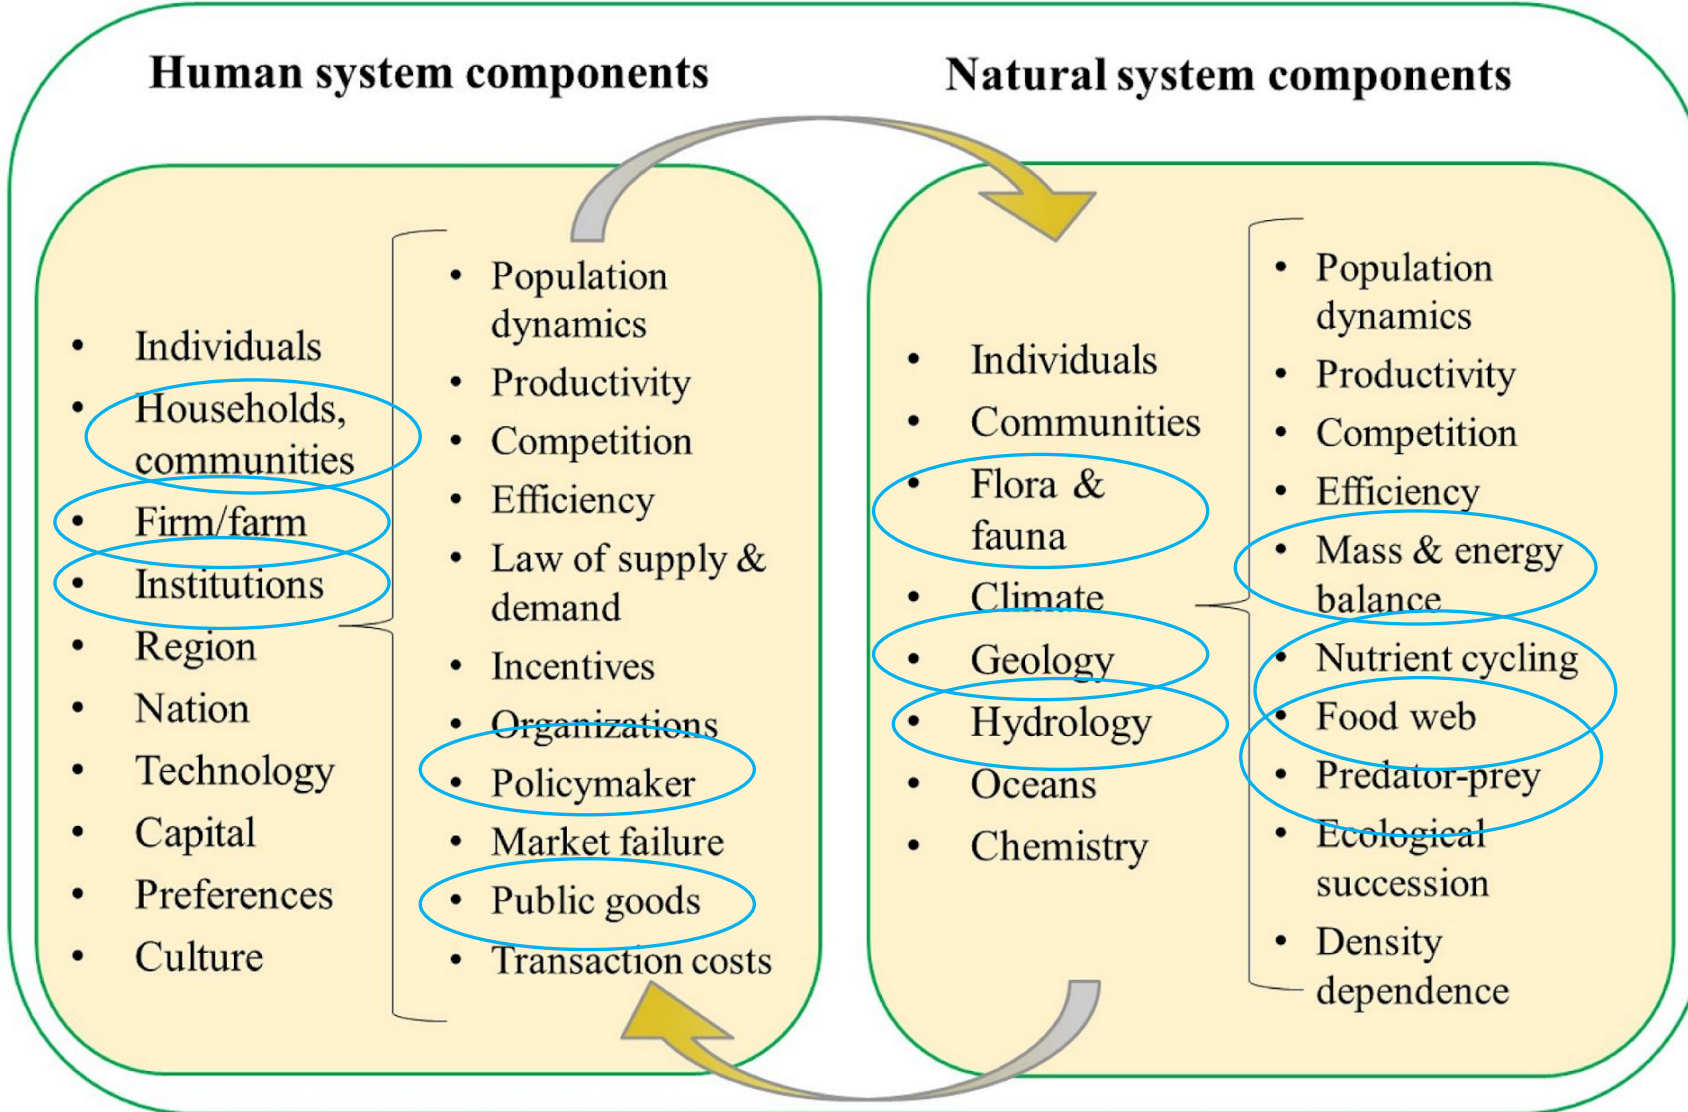 Human system components
• Individuals
• Households,
communities
• Firm/farm
• Institutions
• Region
• Nation
• Technology
• Capital
• Preferences
• Culture
• Population
dynamics
• Productivity
• Competition
• Efficiency
• Law of supply &
demand
• Incentives
• Organizations
• Policymaker
• Market failure
• Public goods
• Transaction costs
Natural system components
• Individuals
• Communities
• Flora &
fauna
• Climate
• Geology
• Hydrology
• Oceans
• Chemistry
• Population
dynamics
• Productivity
• Competition
• Efficiency
• Mass & energy
balance
• Nutrient cycling
• Food web
• Predator-prey
• Ecological
succession
• Density
dependence